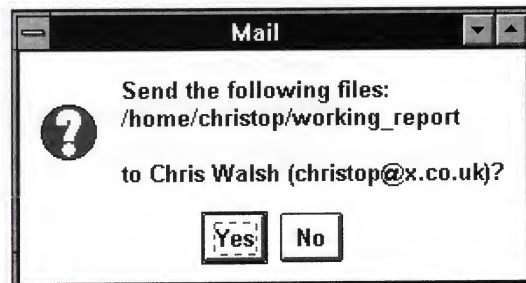 Mail
Send the following files:
/home/christop/working_report
to Chris Walsh (christop@x.co.uk)?
Yes
No